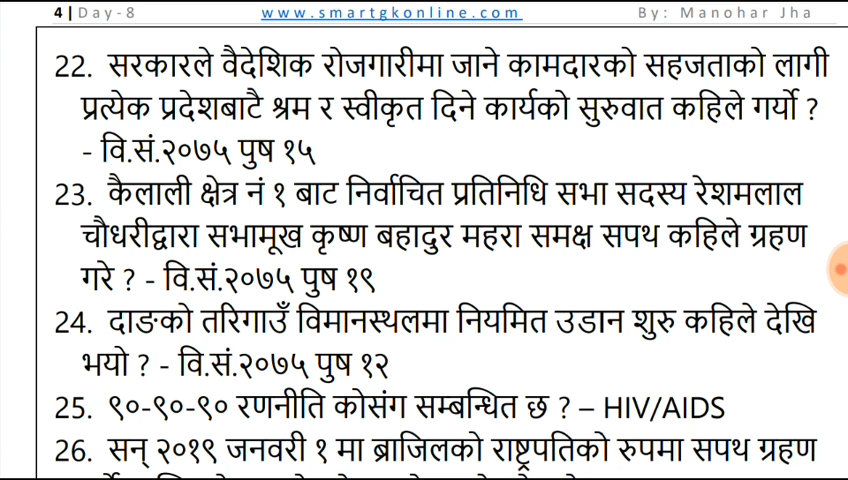 4|Day-8 www.smartgkonline.com By: Manohar Jha
22. सरकारले वैदेशिक रोजगारीमा जाने कामदारको सहजताको लागी
प्रत्येक प्रदेशबाटै श्रम र स्वीकृत दिने कार्यको सुरुवात कहिले गर्यो ?
- वि.सं.२०७५ पुष १५
23. कैलाली क्षेत्र नं १ बाट निर्वाचित प्रतिनिधि सभा सदस्य रेशमलाल
चौधरीद्वारा सभामूख कृष्ण बहादुर महरा समक्ष सपथ कहिले ग्रहण
गरे ? - वि.सं.२०७५ पुष १९
24. दाङको तरिगाउँ विमानस्थलमा नियमित उडान शुरु कहिले देखि
भयो ? - वि.सं.२०७५ पुष १२
25. ९०-९०-९० रणनीति कोसंग सम्बन्धित छ ? – HIV/AIDS
26. सन् २०१९ जनवरी १ मा ब्राजिलको राष्ट्रपतिको रुपमा सपथ ग्रहण